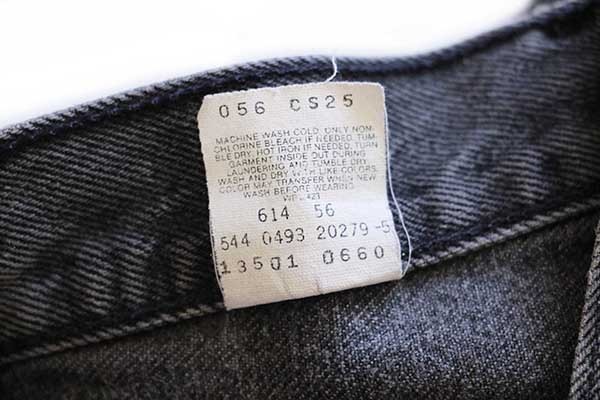 056 CS25
MACHINE WASH COLD, ONLY NON-
CHLORINE BLEACH IF NEEDED, TUM-
BLE DRY, HOT IRON IF NEEDED, TURN
GARMENT INSIDE OUT DURING
LAUNDERING AND TUMBLE DRY
WASH AND DRY WITH LIKE COLORS.
COLOR MAY TRANSFER WHEN NEW
WASH BEFORE WEARING
614 56
544 0493 20279-5
13501 0660